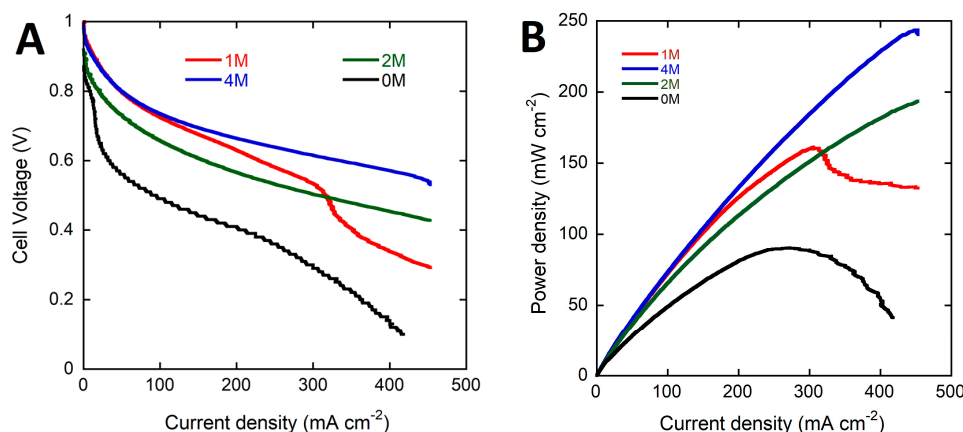 A
1
0.8
0.6
0.4
0.2
0
Cell Voltage (V)
1M
2M
4M
0M
0
100
200
300
400
500
Current density (mA cm⁻²)
B
250
200
150
100
50
0
Power density (mW cm⁻²)
1M
4M
2M
0M
0
100
200
300
400
500
Current density (mA cm⁻²)